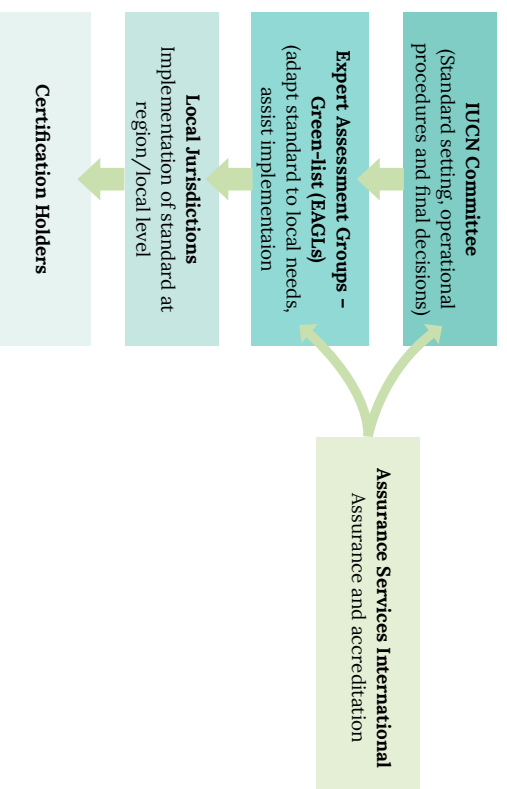 IUCN Committee
(Standard setting, operational
procedures and final decisions)
Expert Assessment Groups –
Green-list (EAGLs)
(adapt standard to local needs,
assist implementaion
Local Jurisdictions
Implementation of standard at
region/local level
Certification Holders
Assurance Services International
Assurance and accreditation